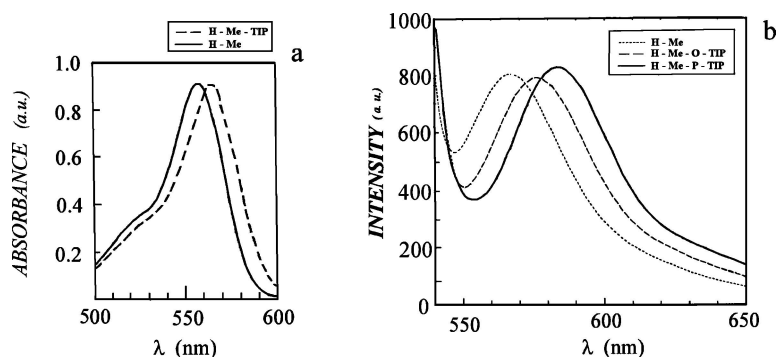 H - Me - TIP
H - Me
a
ABSORBANCE (a.u.)
1.0
0.8
0.6
0.4
0.2
500
550
600
λ (nm)
b
H - Me
H - Me - O - TIP
H - Me - P - TIP
INTENSITY (a.u.)
1000
800
600
400
200
0
550
600
650
λ (nm)